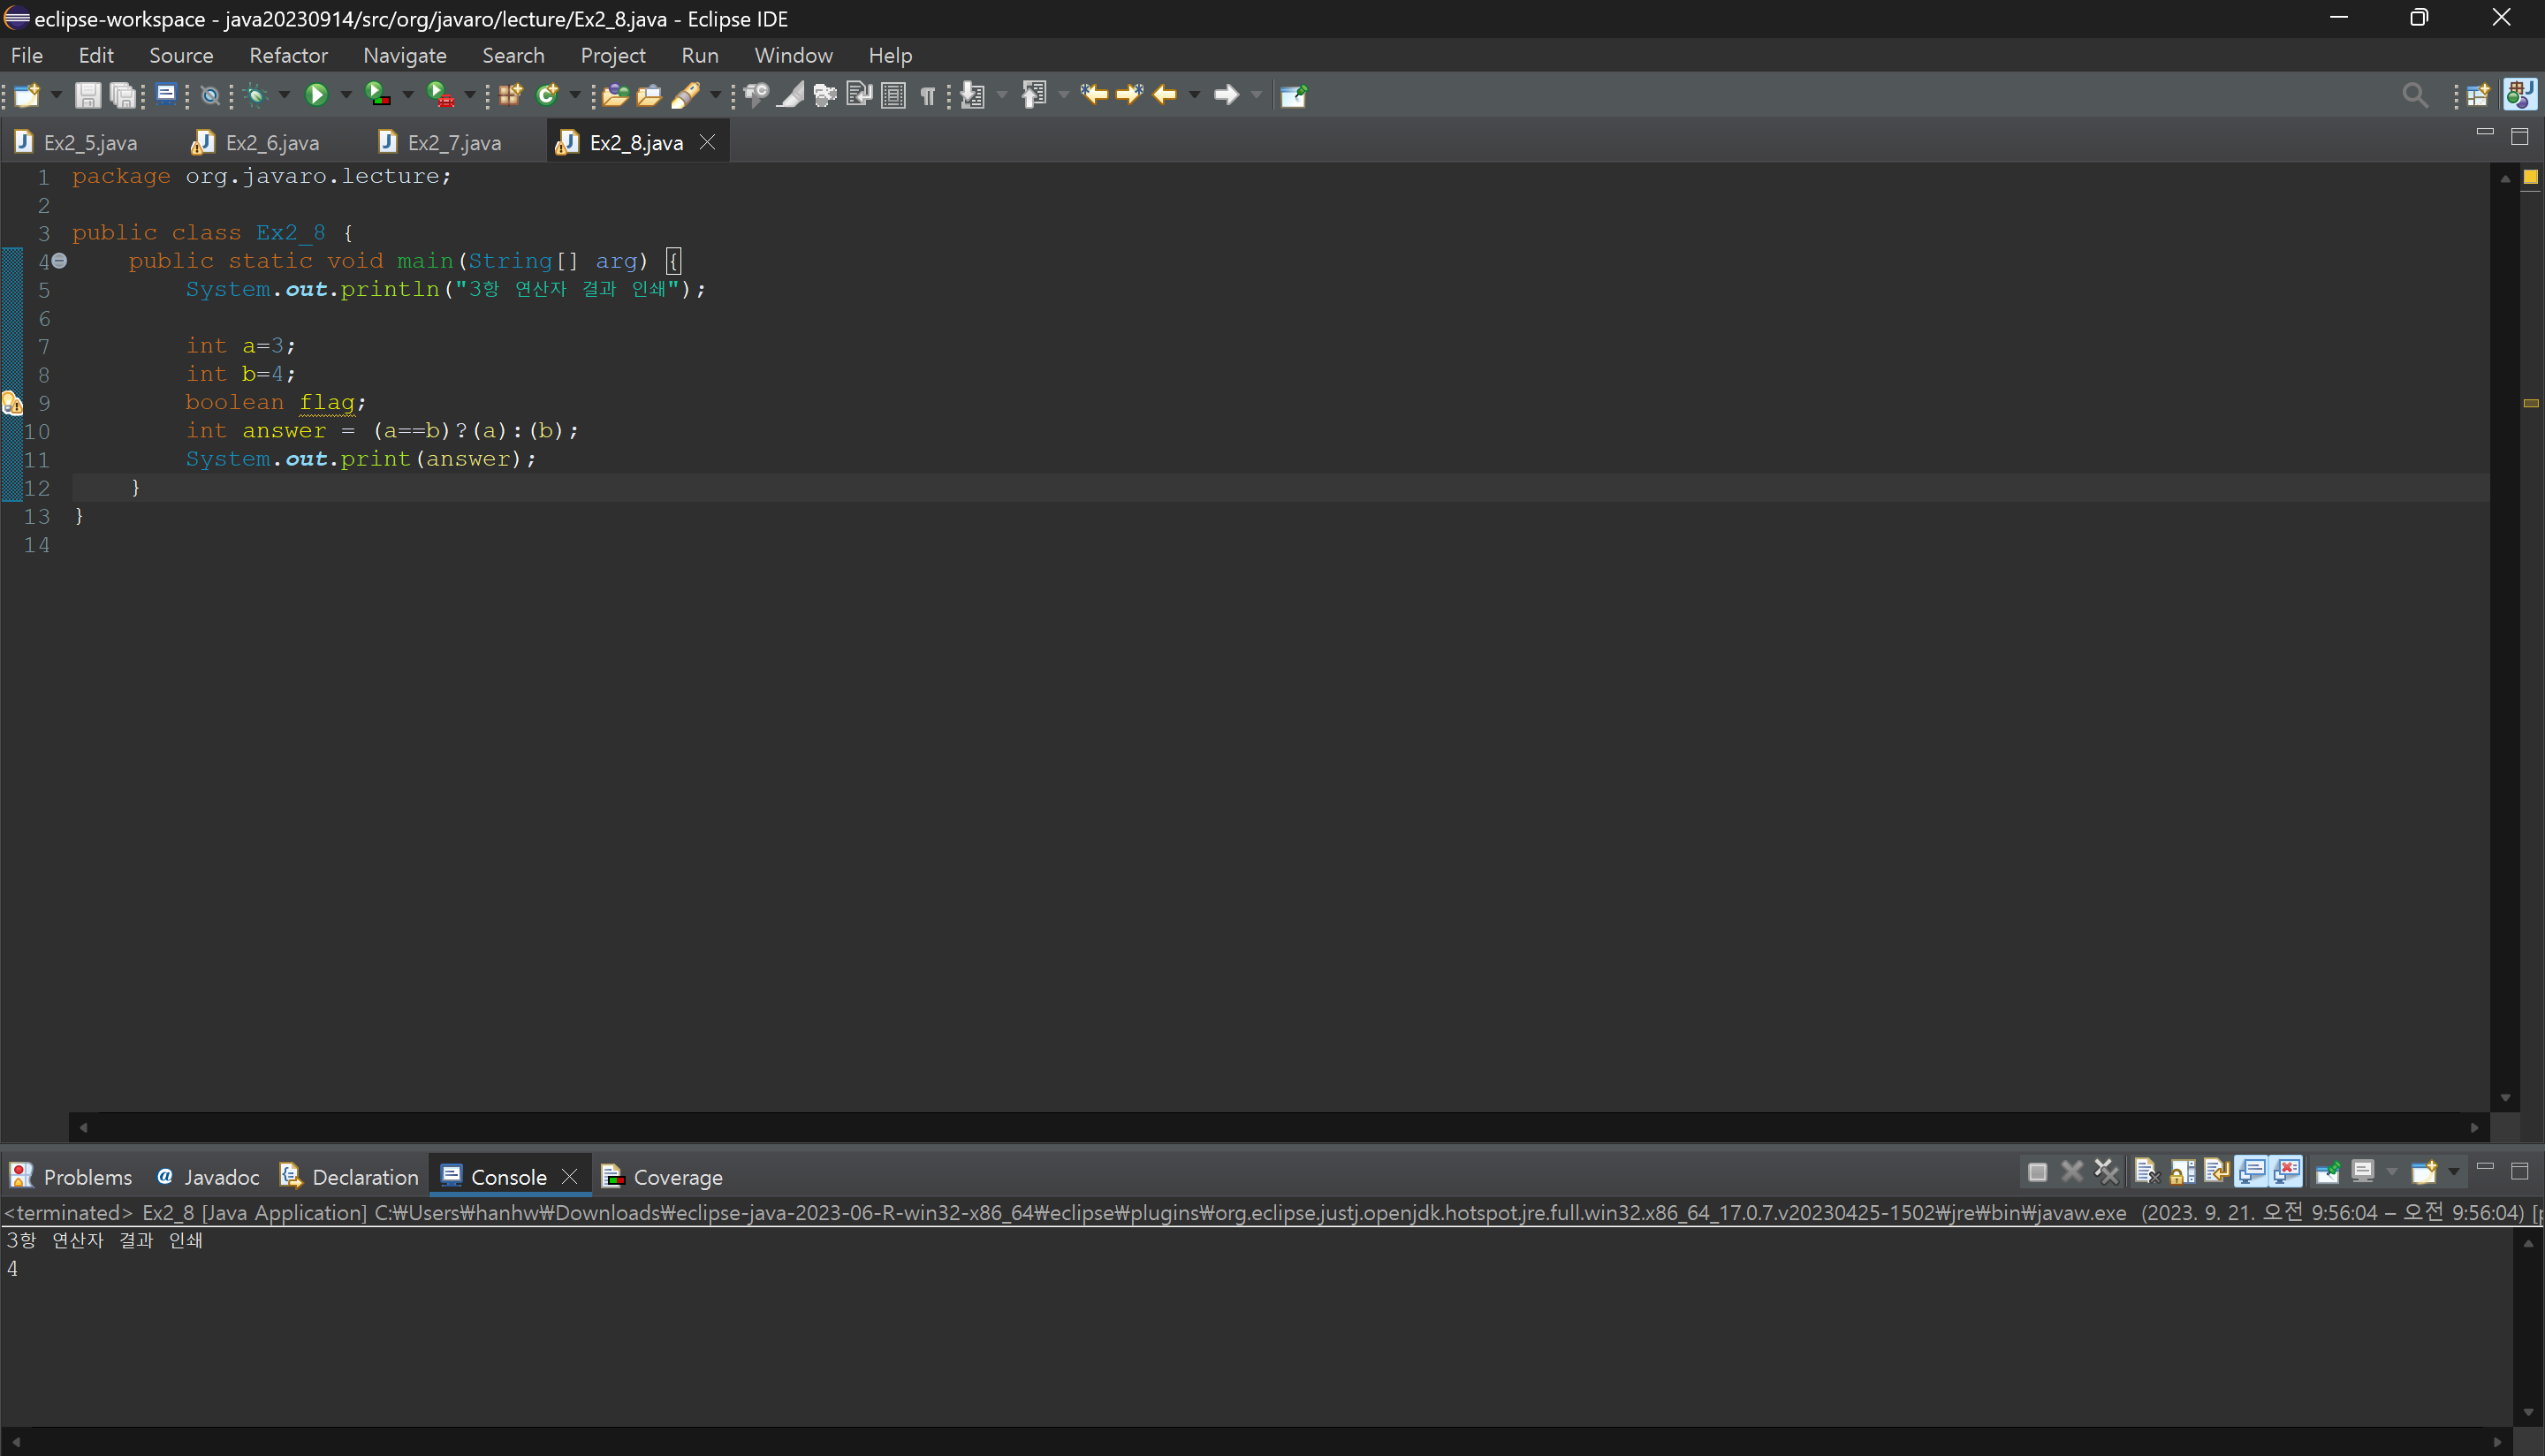 eclipse-workspace - java20230914/src/org/javaro/lecture/Ex2_8.java - Eclipse IDE
File Edit Source Refactor Navigate Search Project Run Window Help
Ex2_5.java Ex2_6.java Ex2_7.java Ex2_8.java
1 package org.javaro.lecture;
2
3 public class Ex2_8 {
4 public static void main(String[] arg) {
5 System.out.println("3항 연산자 결과 인쇄");
6
7 int a=3;
8 int b=4;
9 boolean flag;
10 int answer = (a==b)?(a):(b);
11 System.out.print(answer);
12 }
13 }
14
Problems Javadoc Declaration Console Coverage
<terminated> Ex2_8 [Java Application] C:₩Users₩hanhw₩Downloads₩eclipse-java-2023-06-R-win32-x86_64₩eclipse₩plugins₩org.eclipse.justj.openjdk.hotspot.jre.full.win32.x86_64_17.0.7.v20230425-1502₩jre₩bin₩javaw.exe (2023. 9. 21. 오전 9:56:04 – 오전 9:56:04) [
3항 연산자 결과 인쇄
4